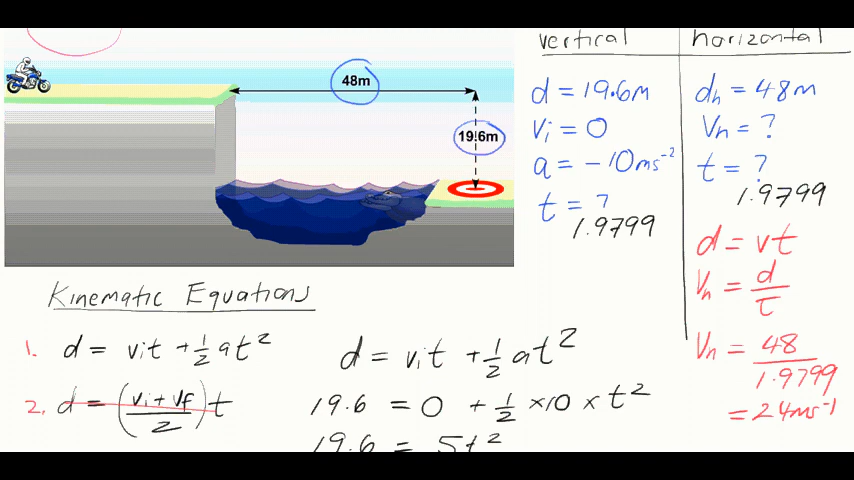 48m
19.6m
vertical
d = 19.6m
vi = 0
a = -10ms⁻²
t = ?
1.9799
horizontal
dh = 48m
Vh = ?
t = ?
1.9799
d = vt
Vh = d/t
Vh = 48/1.9799
= 24ms⁻¹
Kinematic Equations
1. d = vit + ½at²
2. d = (vi + vf/2)t
d = vit + ½at²
19.6 = 0 + ½ × 10 × t²
19.6 = 5t²